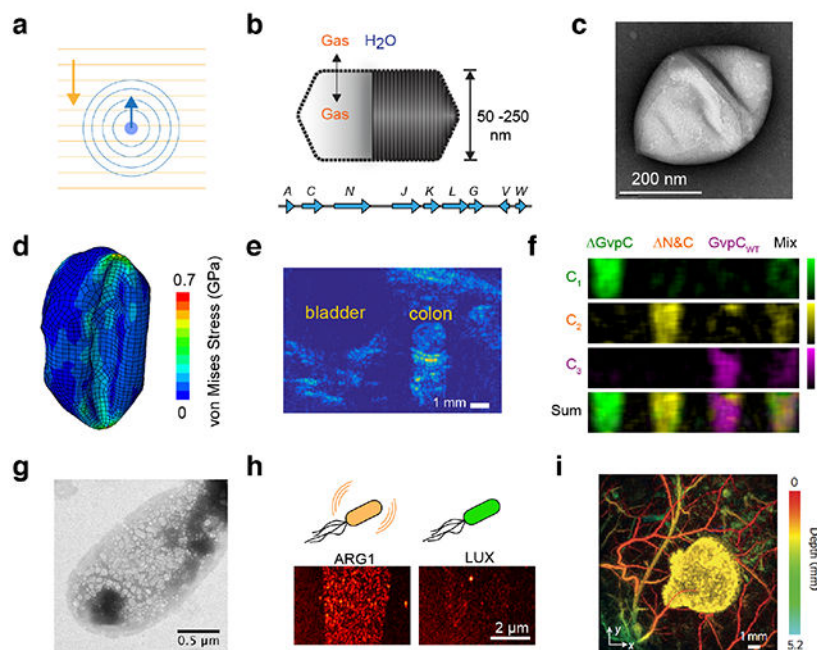 a
b
Gas H₂O
Gas
50 -250
nm
A C N J K L G V W
c
200 nm
d
0.7
0
von Mises Stress (GPa)
e
bladder colon
1 mm
f
ΔGvpC ΔN&C GvpC_WT Mix
C₁
C₂
C₃
Sum
g
0.5 µm
h
ARG1 LUX
2 µm
i
y
x
1 mm
0
Depth (mm)
5.2